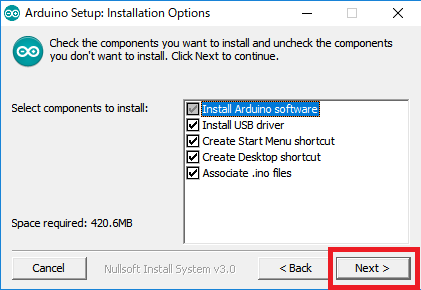 Arduino Setup: Installation Options
Check the components you want to install and uncheck the components
you don't want to install. Click Next to continue.
Select components to install:
Install Arduino software
Install USB driver
Create Start Menu shortcut
Create Desktop shortcut
Associate .ino files
Space required: 420.6MB
Cancel
Nullsoft Install System v3.0
< Back
Next >